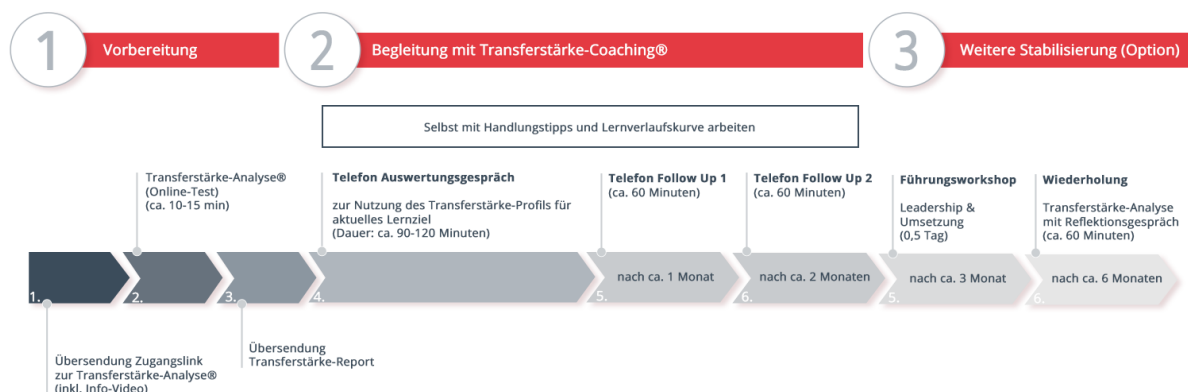 1
Vorbereitung
2
Begleitung mit Transferstärke-Coaching®
3
Weitere Stabilisierung (Option)
Selbst mit Handlungstipps und Lernverlaufskurve arbeiten
Transferstärke-Analyse®
(Online-Test)
(ca. 10-15 min)
Telefon Auswertungsgespräch
zur Nutzung des Transferstärke-Profils für
aktuelles Lernziel
(Dauer: ca. 90-120 Minuten)
Telefon Follow Up 1
(ca. 60 Minuten)
Telefon Follow Up 2
(ca. 60 Minuten)
Führungsworkshop
Leadership &
Umsetzung
(0,5 Tag)
Wiederholung
Transferstärke-Analyse
mit Reflektionsgespräch
(ca. 60 Minuten)
1.
2.
3.
4.
5.
nach ca. 1 Monat
6.
nach ca. 2 Monaten
5.
nach ca. 3 Monat
6.
nach ca. 6 Monaten
Übersendung Zugangslink
zur Transferstärke-Analyse®
(inkl. Info-Video)
Übersendung
Transferstärke-Report